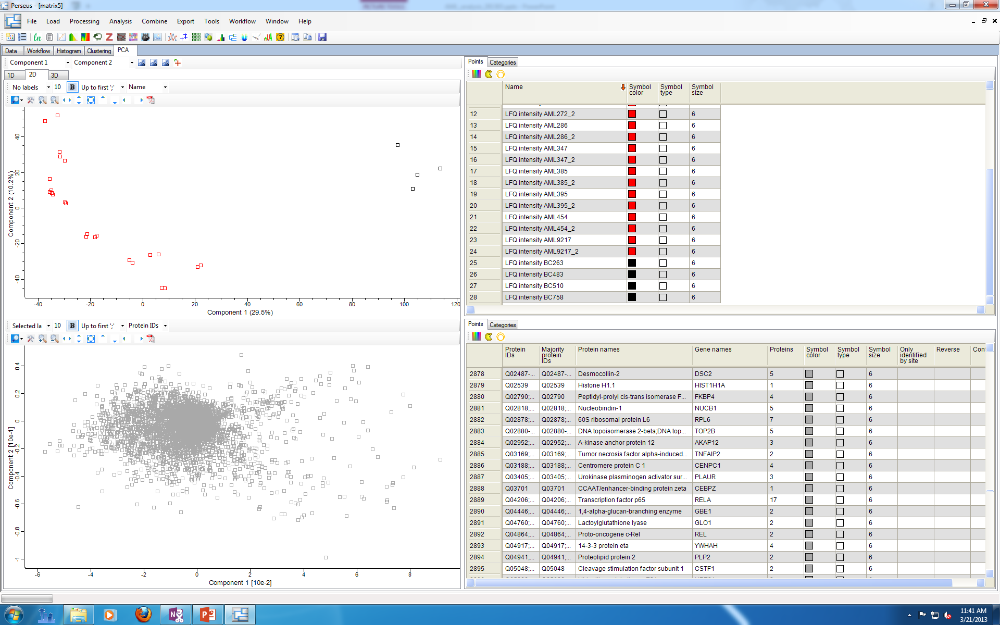 Perseus - [matrix5]
File Load Processing Analysis Combine Export Tools Workflow Window Help
Data Workflow Histogram Clustering PCA
Component 1 Component 2
1D 2D 3D
No labels 10 B Up to first ';' Name
40
20
0
-20
-40
Component 2 (10.2%)
-40 -20 0 20 40 60 80 100 120
Component 1 (29.5%)
Points Categories
Name Symbol color Symbol type Symbol size
12 LFQ intensity AML272_2 6
13 LFQ intensity AML286 6
14 LFQ intensity AML286_2 6
15 LFQ intensity AML347 6
16 LFQ intensity AML347_2 6
17 LFQ intensity AML385 6
18 LFQ intensity AML385_2 6
19 LFQ intensity AML395 6
20 LFQ intensity AML395_2 6
21 LFQ intensity AML454 6
22 LFQ intensity AML454_2 6
23 LFQ intensity AML9217 6
24 LFQ intensity AML9217_2 6
25 LFQ intensity BC263 6
26 LFQ intensity BC483 6
27 LFQ intensity BC510 6
28 LFQ intensity BC758 6
Selected la 10 B Up to first ';' Protein IDs
0.4
0.2
0
-0.2
-0.4
-0.6
-0.8
-1
Component 2 [10e-1]
-6 -4 -2 0 2 4 6 8
Component 1 [10e-2]
Points Categories
Protein IDs Majority protein IDs Protein names Gene names Proteins Symbol color Symbol type Symbol size Only identified by site Reverse Con
2878 Q02487-... Q02487-... Desmocollin-2 DSC2 5 6
2879 Q02539 Q02539 Histone H1.1 HIST1H1A 1 6
2880 Q02790;... Q02790 Peptidyl-prolyl cis-trans isomerase F... FKBP4 4 6
2881 Q02818;... Q02818;... Nucleobindin-1 NUCB1 5 6
2882 Q02878;... Q02878;... 60S ribosomal protein L6 RPL6 7 6
2883 Q02880-... Q02880-... DNA topoisomerase 2-beta;DNA top... TOP2B 5 6
2884 Q02952;... Q02952;... A-kinase anchor protein 12 AKAP12 3 6
2885 Q03169;... Q03169;... Tumor necrosis factor alpha-induced... TNFAIP2 2 6
2886 Q03188;... Q03188;... Centromere protein C 1 CENPC1 4 6
2887 Q03405;... Q03405;... Urokinase plasminogen activator sur... PLAUR 3 6
2888 Q03701 Q03701 CCAAT/enhancer-binding protein zeta CEBPZ 1 6
2889 Q04206;... Q04206;... Transcription factor p65 RELA 17 6
2890 Q04446;... Q04446;... 1,4-alpha-glucan-branching enzyme GBE1 2 6
2891 Q04760;... Q04760;... Lactoylglutathione lyase GLO1 2 6
2892 Q04864;... Q04864;... Proto-oncogene c-Rel REL 2 6
2893 Q04917;... Q04917;... 14-3-3 protein eta YWHAH 4 6
2894 Q04941;... Q04941;... Proteolipid protein 2 PLP2 2 6
2895 Q05048;... Q05048 Cleavage stimulation factor subunit 1 CSTF1 2 6
11:41 AM
3/21/2013